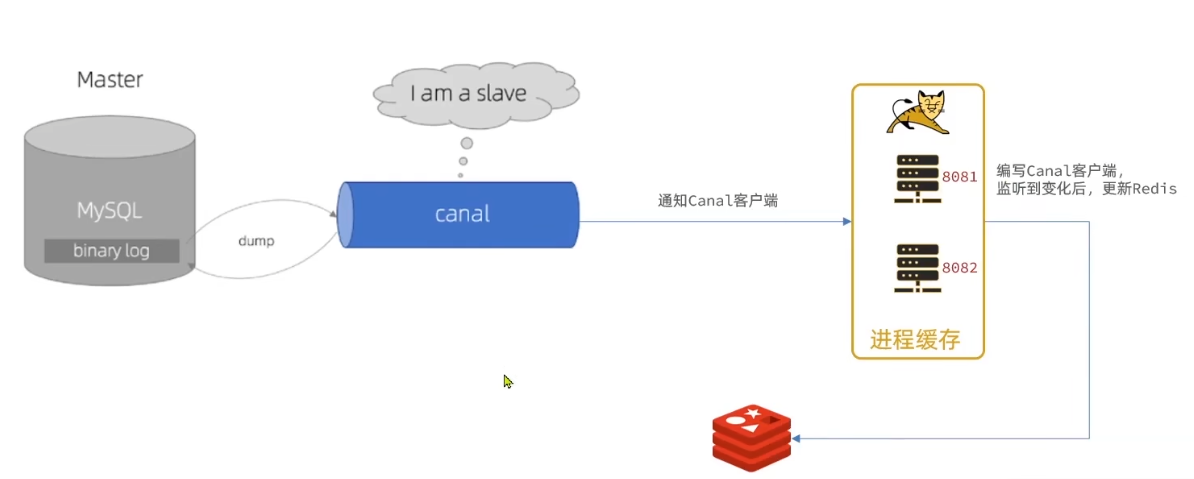 Master
I am a slave
MySQL
binary log
dump
canal
通知Canal客户端
8081
8082
进程缓存
编写Canal客户端,
监听到变化后，更新Redis